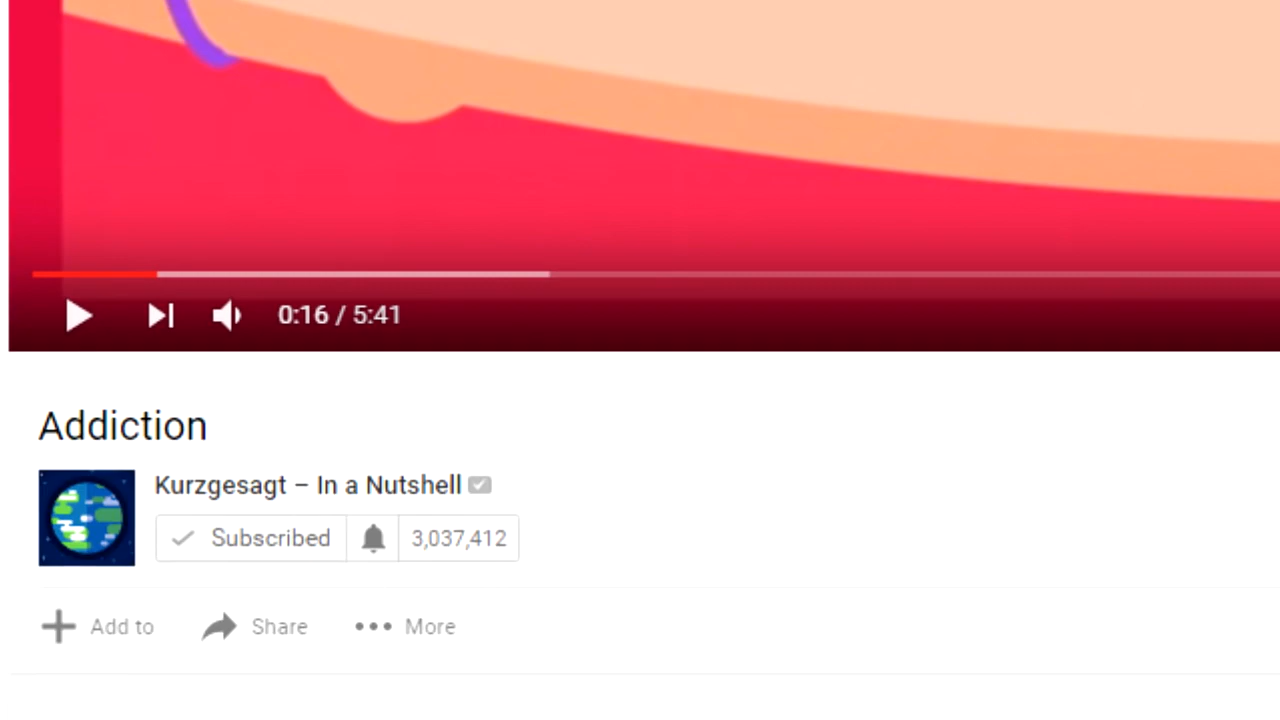 0:16 / 5:41
Addiction
Kurzgesagt – In a Nutshell
Subscribed 3,037,412
Add to Share More